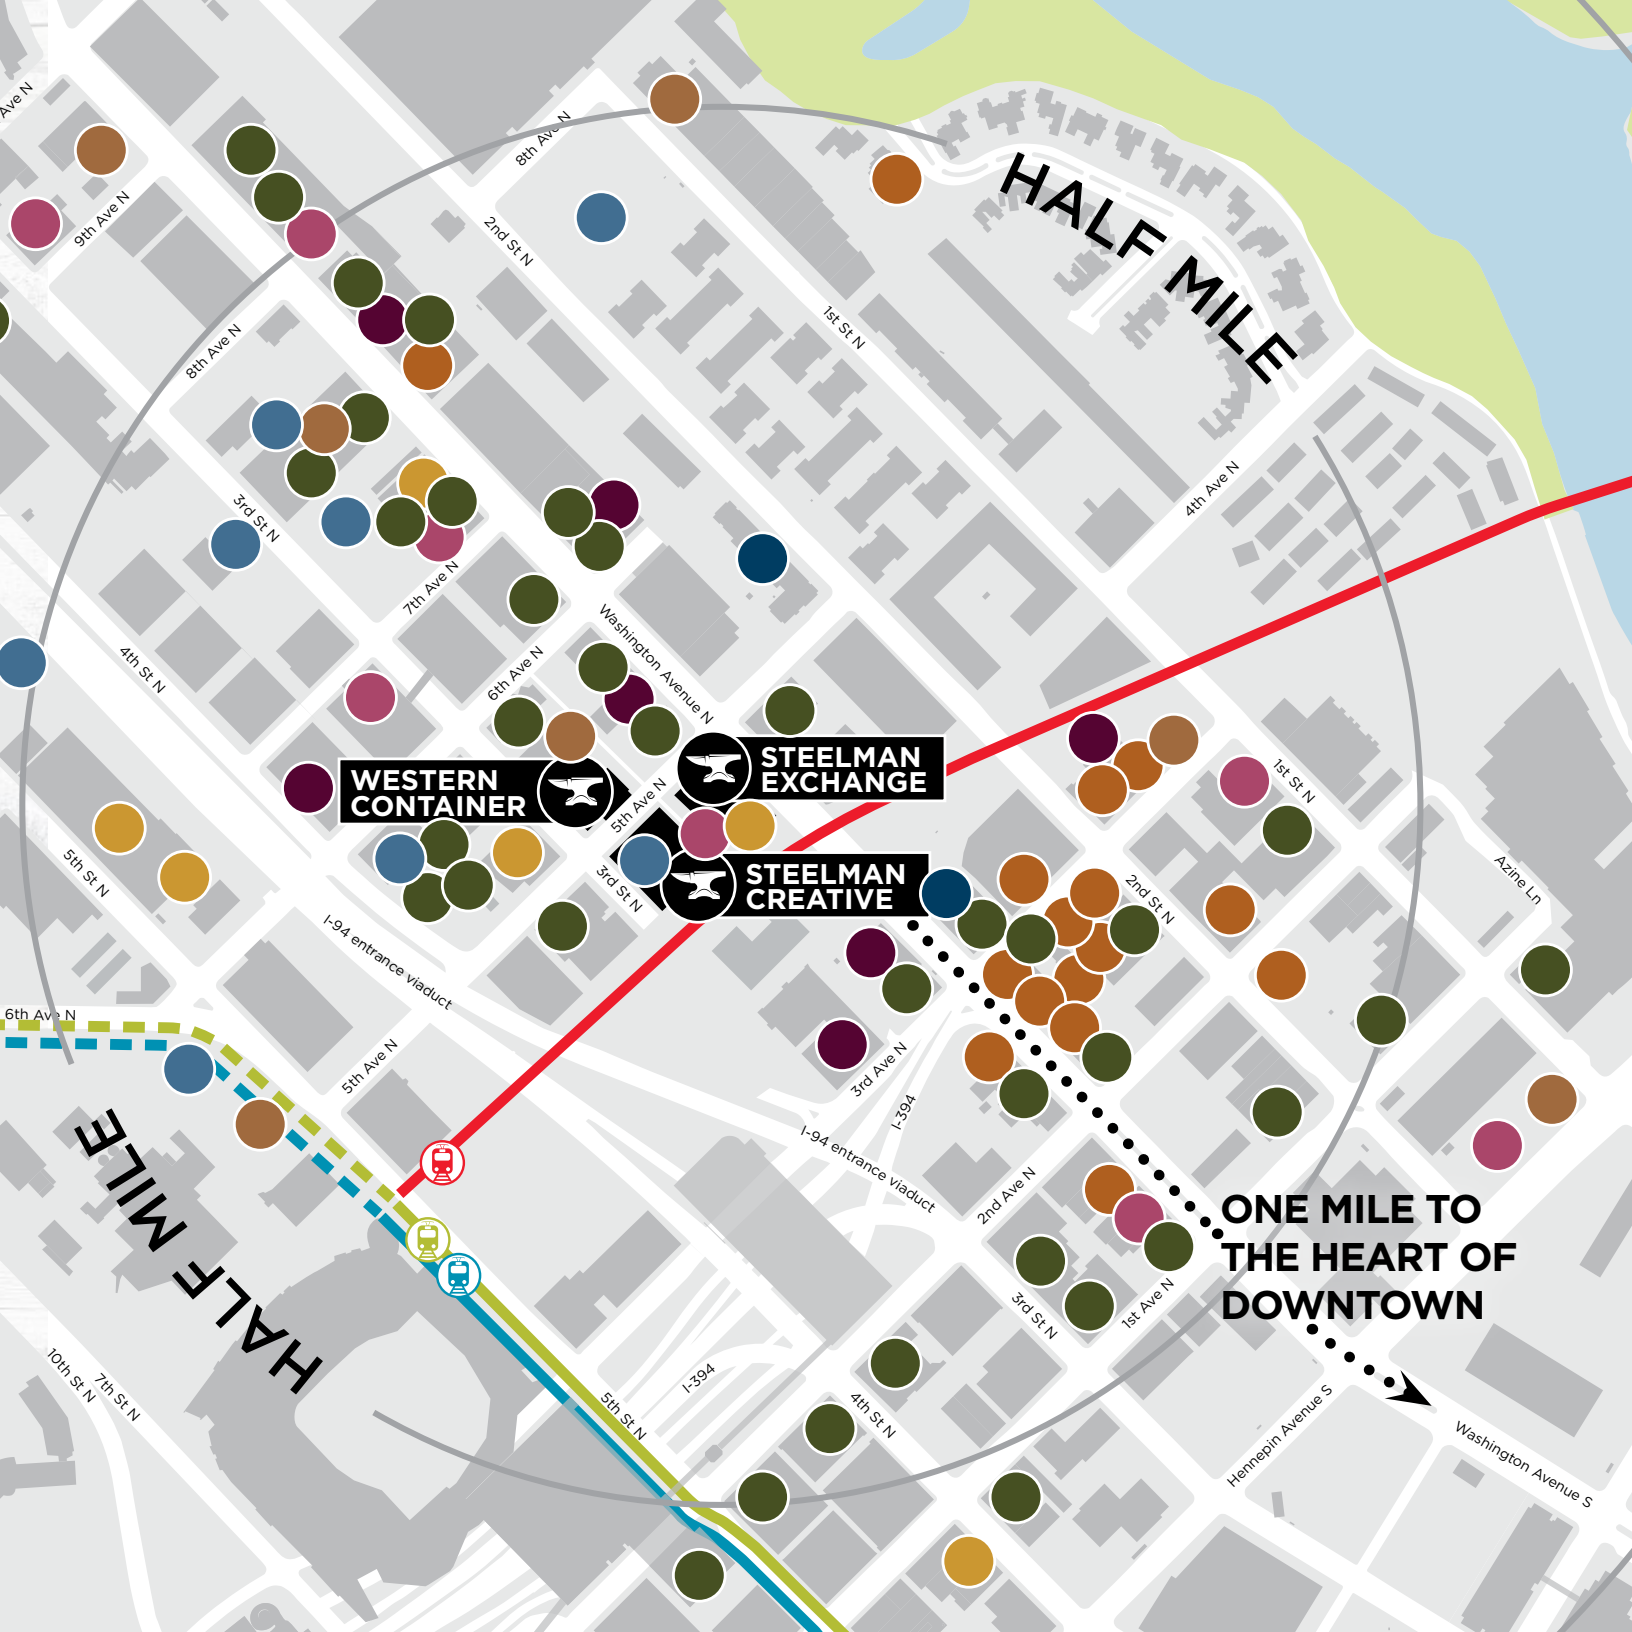 Ave N
8th Ave N
HALF MILE
9th Ave N
2nd St N
1st St N
8th Ave N
4th Ave N
3rd St N
7th Ave N
Washington Avenue N
4th St N
6th Ave N
STEELMAN
EXCHANGE
WESTERN
CONTAINER
5th Ave N
1st St N
STEELMAN
CREATIVE
3rd St N
2nd St N
Azine Ln
5th St N
I-94 entrance viaduct
6th Ave N
5th Ave N
3rd Ave N
I-394
I-94 entrance viaduct
2nd Ave N
HALF MILE
ONE MILE TO
THE HEART OF
DOWNTOWN
3rd St N
1st Ave N
10th St N
7th St N
I-394
5th St N
4th St N
Hennepin Avenue S
Washington Avenue S